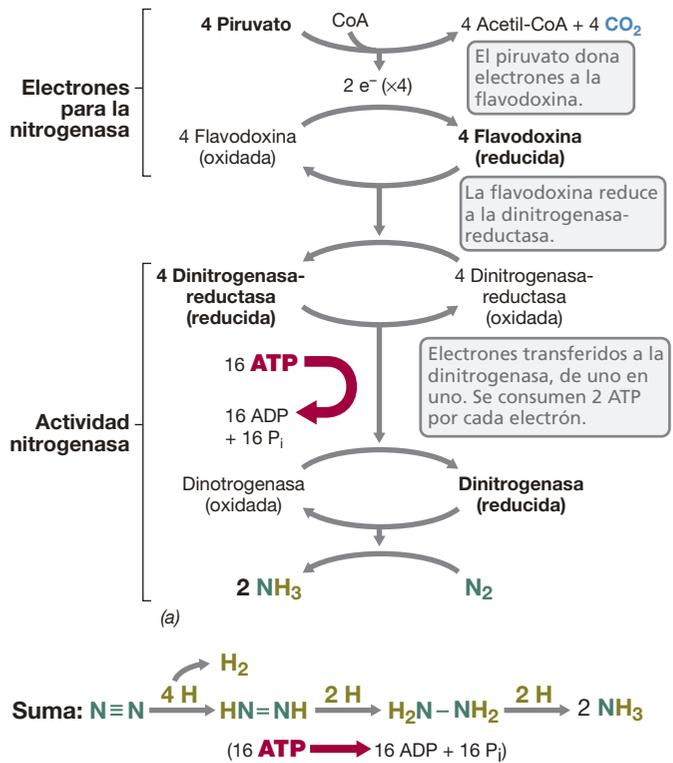 4 Piruvato
CoA
4 Acetil-CoA + 4 CO₂
El piruvato dona
electrones a la
flavodoxina.
Electrones
para la
nitrogenasa
2 e⁻ (×4)
4 Flavodoxina
(oxidada)
4 Flavodoxina
(reducida)
La flavodoxina reduce
a la dinitrogenasa-
reductasa.
4 Dinitrogenasa-
reductasa
(reducida)
4 Dinitrogenasa-
reductasa
(oxidada)
16 ATP
Electrones transferidos a la
dinitrogenasa, de uno en
uno. Se consumen 2 ATP
por cada electrón.
16 ADP
+ 16 Pᵢ
Actividad
nitrogenasa
Dinotrogenasa
(oxidada)
Dinitrogenasa
(reducida)
2 NH₃
N₂
(a)
H₂
4 H
2 H
2 H
Suma: N≡N HN=NH H₂N–NH₂ 2 NH₃
(16 ATP 16 ADP + 16 Pᵢ)